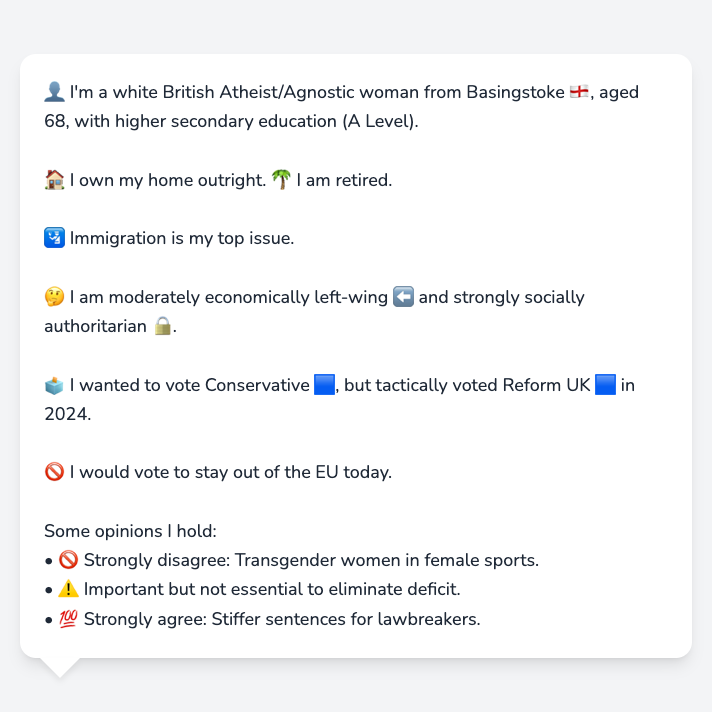 👤 I'm a white British Atheist/Agnostic woman from Basingstoke 🏴󠁧󠁢󠁥󠁮󠁧󠁿, aged
68, with higher secondary education (A Level).
🏠 I own my home outright. 🌴 I am retired.
🛂 Immigration is my top issue.
🤔 I am moderately economically left-wing ⬅️ and strongly socially
authoritarian 🔒.
🗳️ I wanted to vote Conservative 🟦, but tactically voted Reform UK 🟦 in
2024.
🚫 I would vote to stay out of the EU today.
Some opinions I hold:
• 🚫 Strongly disagree: Transgender women in female sports.
• ⚠️ Important but not essential to eliminate deficit.
• 💯 Strongly agree: Stiffer sentences for lawbreakers.